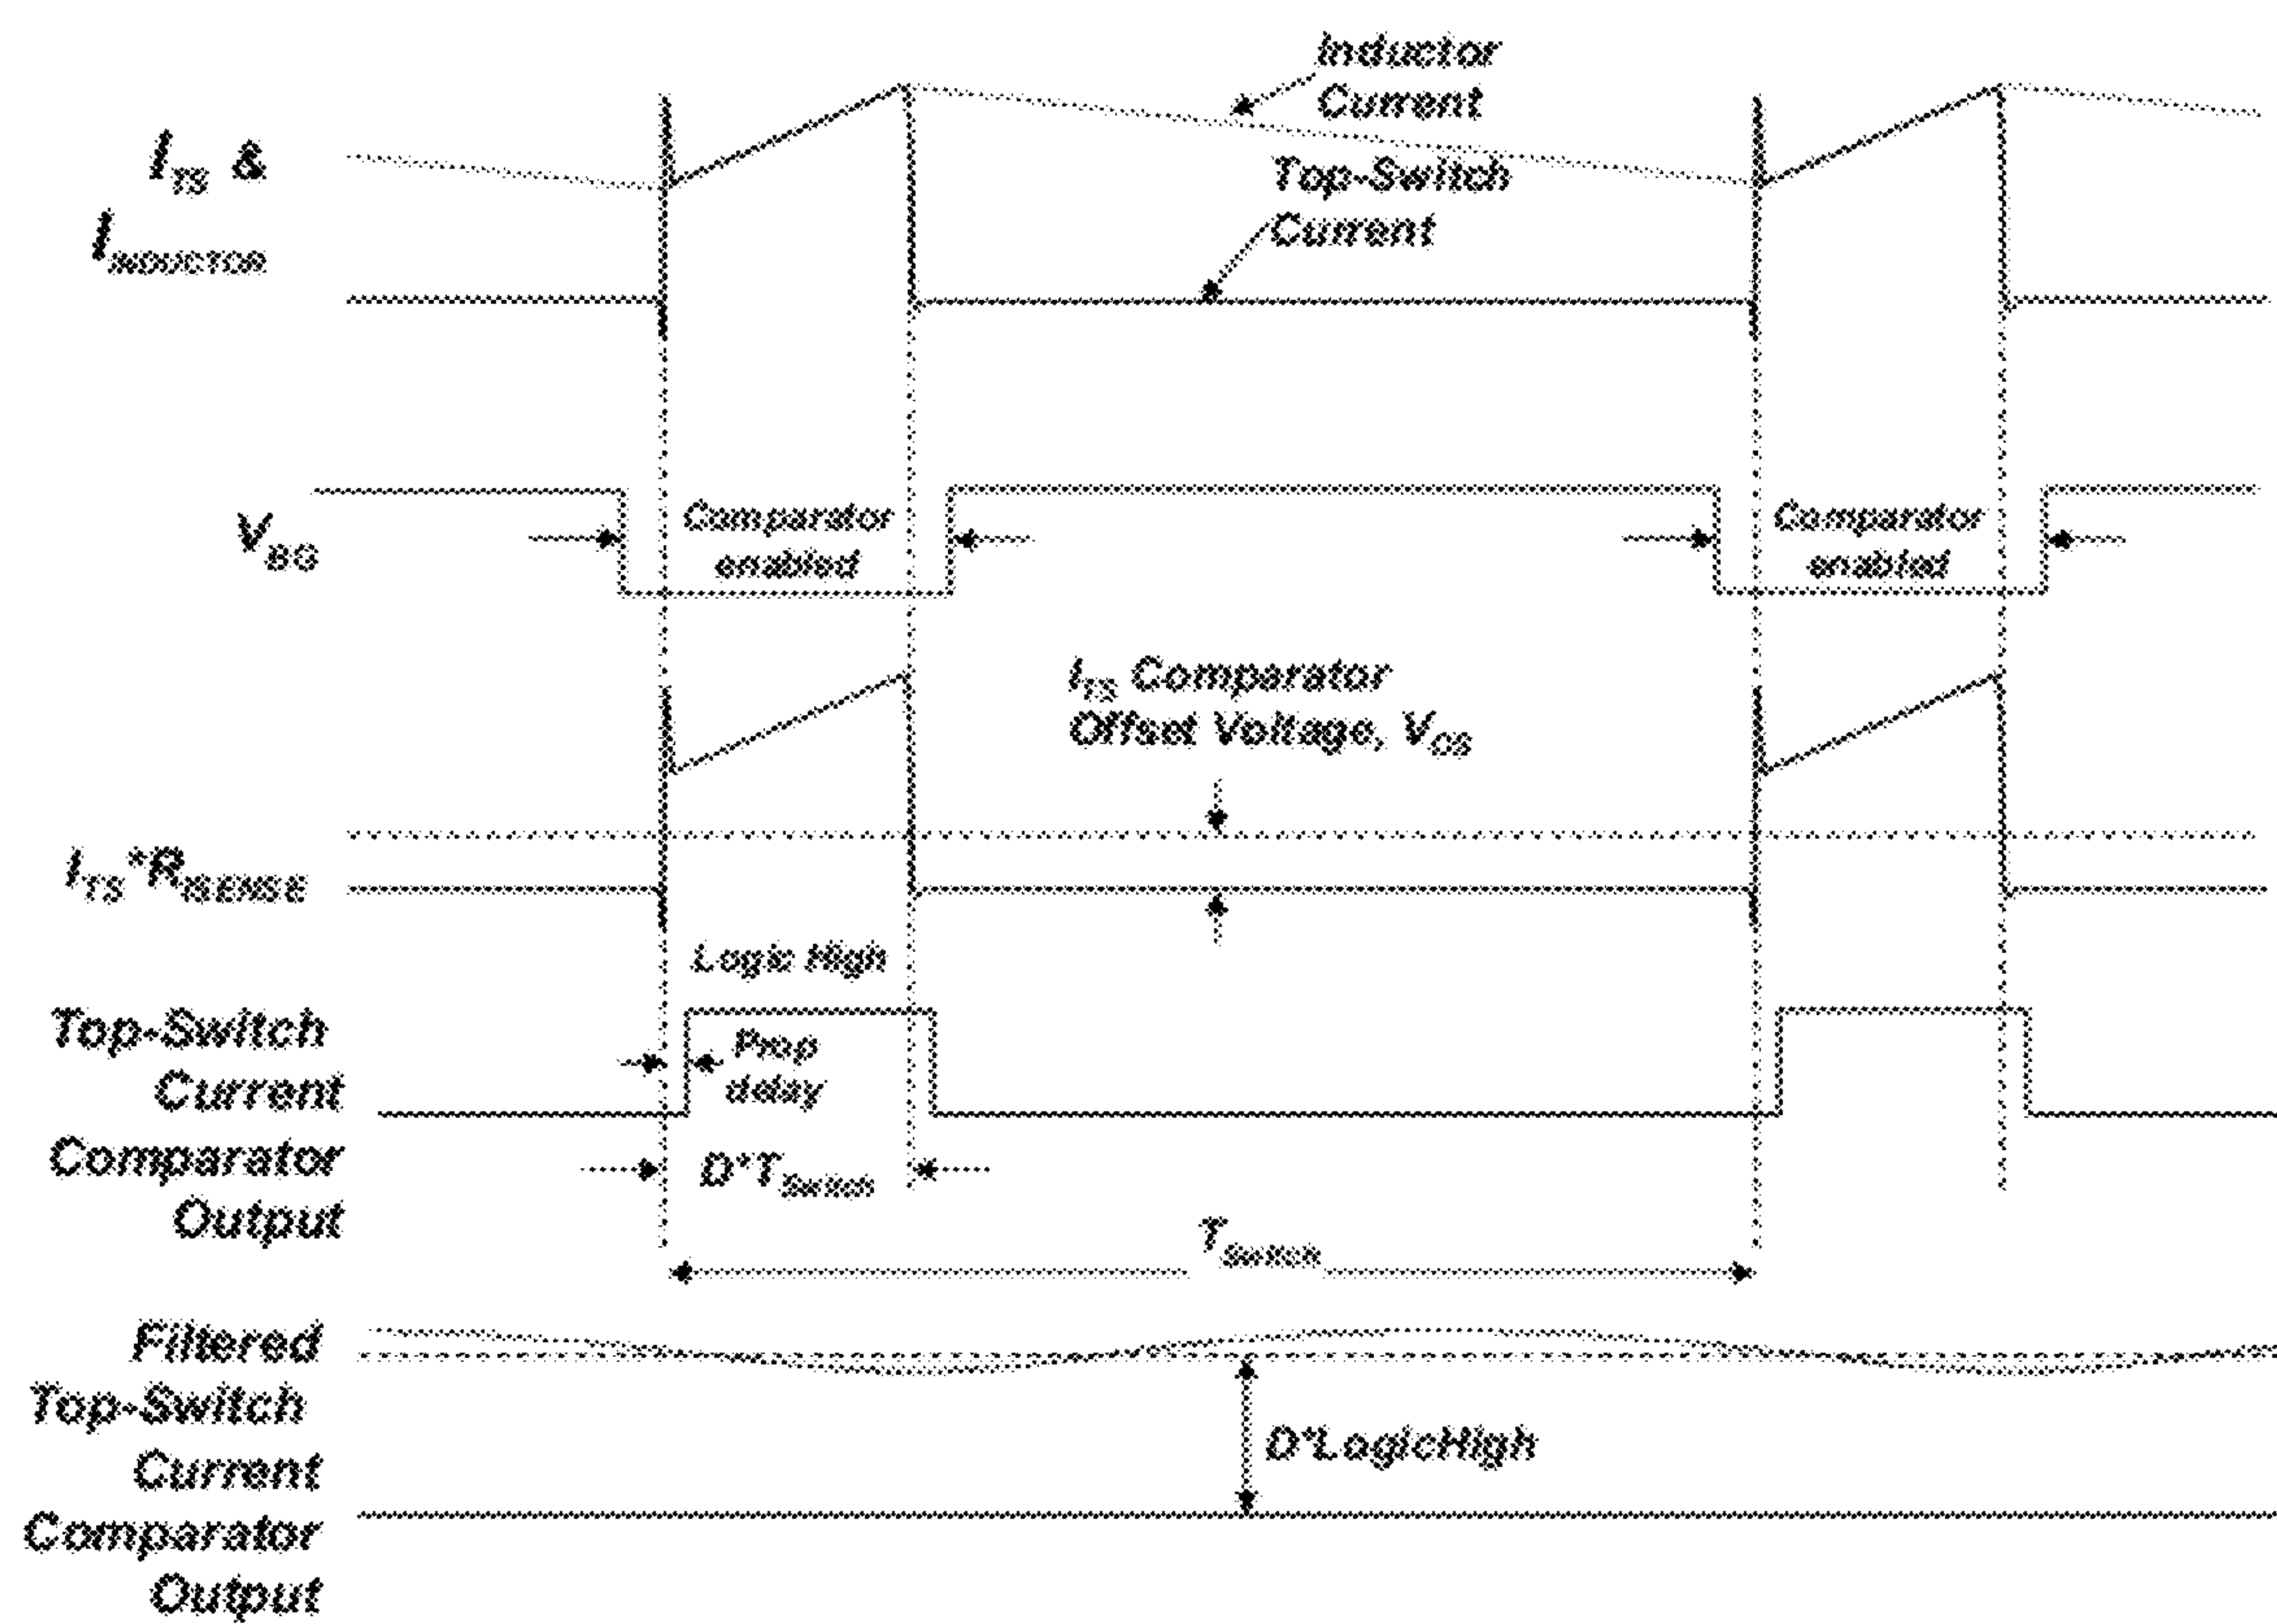 Inductor
Current
I_TS &
I_INDUCTOR
Top-Switch
Current
V_BG
Comparator
enabled
Comparator
enabled
I_TS Comparator
Offset Voltage, V_OS
I_TS*R_ISENSE
Logic High
Top-Switch
Current
Comparator
Output
Prop
delay
D*T_Switch
T_Switch
Filtered
Top-Switch
Current
Comparator
Output
D*LogicHigh